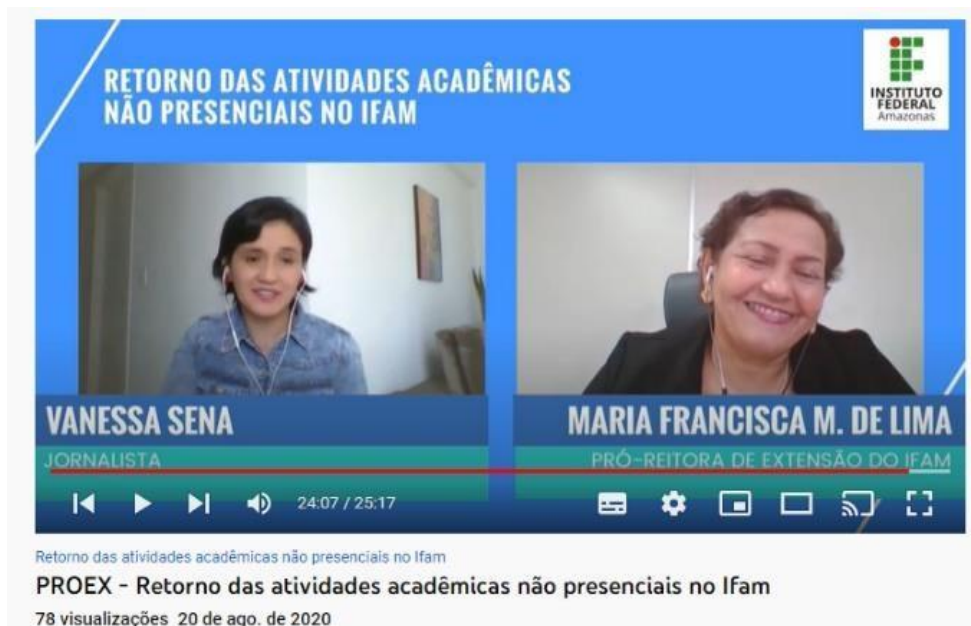 RETORNO DAS ATIVIDADES ACADÊMICAS
NÃO PRESENCIAIS NO IFAM
INSTITUTO
FEDERAL
Amazonas
VANESSA SENA
JORNALISTA
MARIA FRANCISCA M. DE LIMA
PRÓ-REITORA DE EXTENSÃO DO IFAM
24:07 / 25:17
Retorno das atividades acadêmicas não presenciais no Ifam
PROEX - Retorno das atividades acadêmicas não presenciais no Ifam
78 visualizações 20 de ago. de 2020